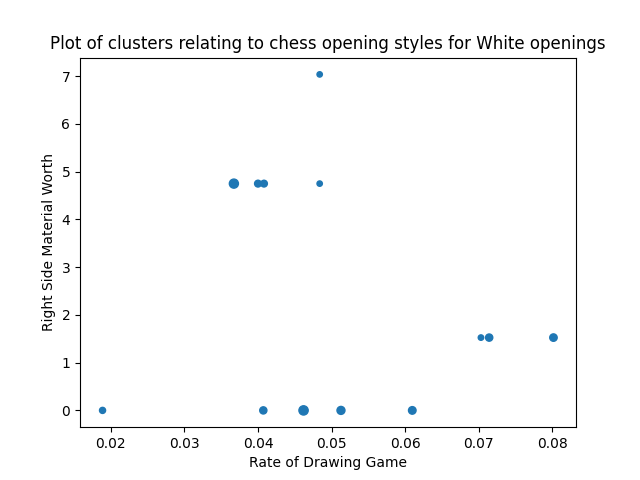 Plot of clusters relating to chess opening styles for White openings
7
6
5
4
3
2
1
0
Right Side Material Worth
0.02 0.03 0.04 0.05 0.06 0.07 0.08
Rate of Drawing Game